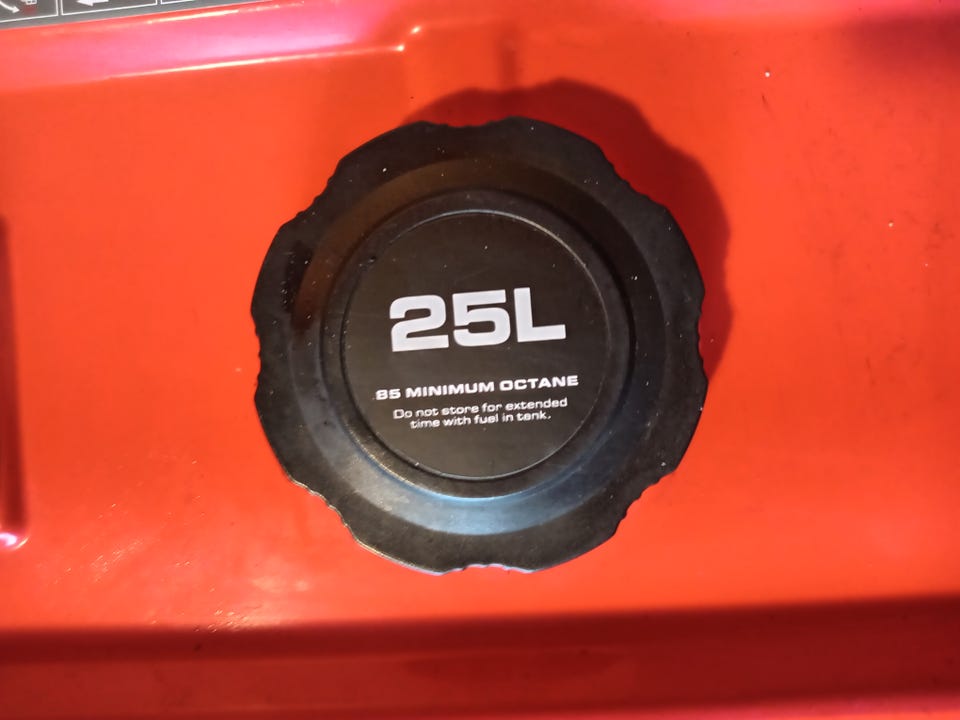 25L
85 MINIMUM OCTANE
Do not store for extended
time with fuel in tank.